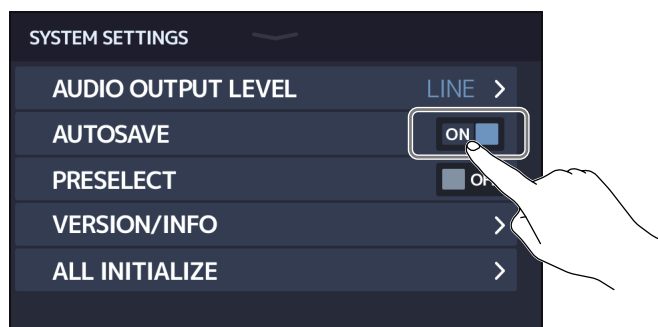 SYSTEM SETTINGS
AUDIO OUTPUT LEVEL LINE
AUTOSAVE ON
PRESELECT
VERSION/INFO
ALL INITIALIZE